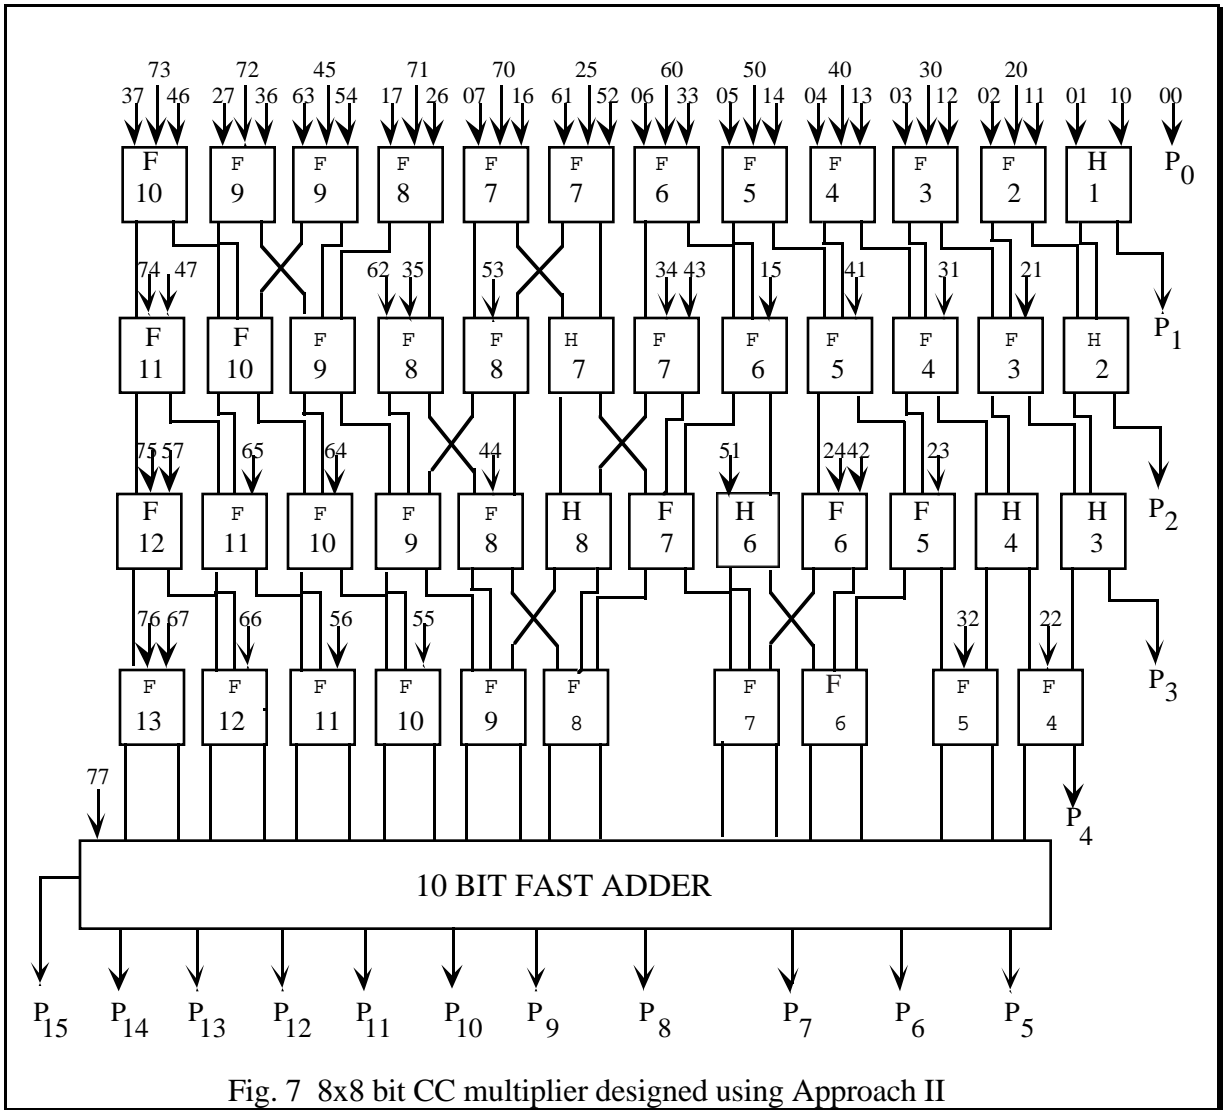 73 72 45 71 70 25 60 50 40 30 20
37 46 27 36 63 54 17 26 07 16 61 52 06 33 05 14 04 13 03 12 02 11 01 10 00
F F F F F F F F F F F H P0
10 9 9 8 7 7 6 5 4 3 2 1
74 47 62 35 53 34 43 15 41 31 21
F F F F F H F F F F F H P1
11 10 9 8 8 7 7 6 5 4 3 2
75 57 65 64 44 51 24 42 23
F F F F F H F H F F H H P2
12 11 10 9 8 8 7 6 6 5 4 3
76 67 66 56 55 32 22
F F F F F F F F F F P3
13 12 11 10 9 8 7 6 5 4
77
P4
10 BIT FAST ADDER
P15 P14 P13 P12 P11 P10 P9 P8 P7 P6 P5
Fig. 7 8x8 bit CC multiplier designed using Approach II